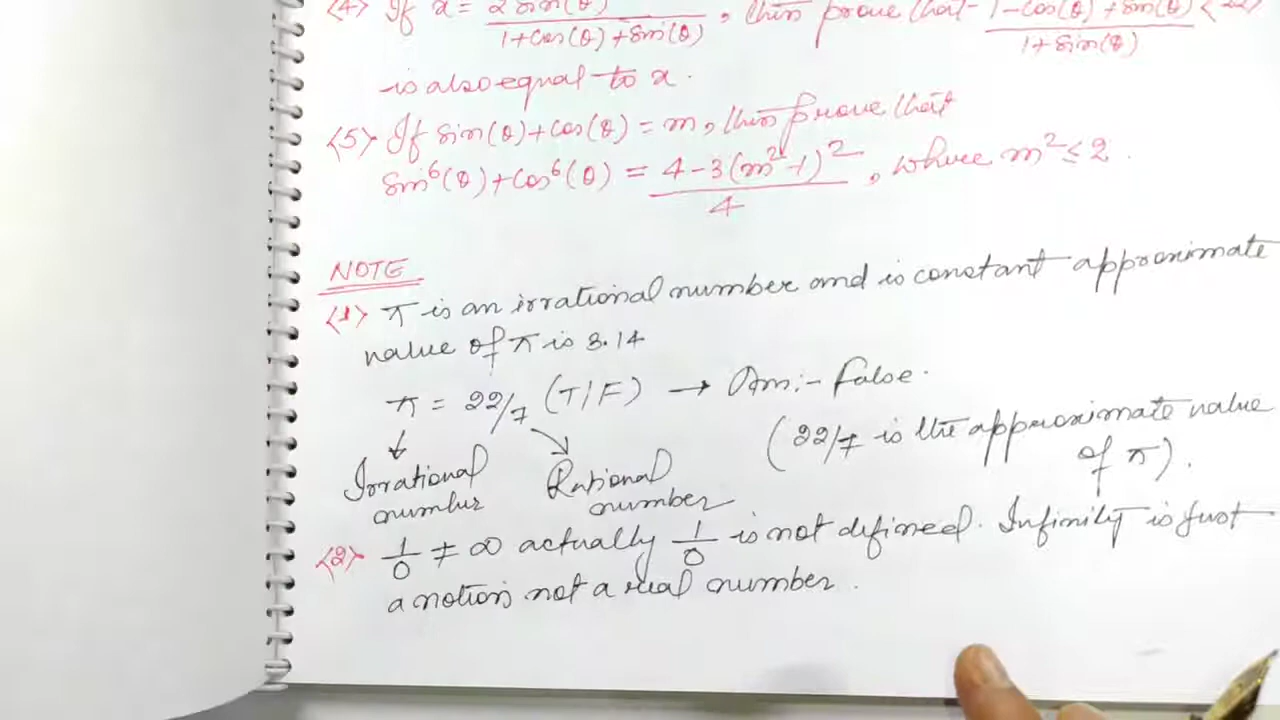 <4> If x = 2 sin(θ) / 1+cos(θ)+sin(θ), then prove that 1-cos(θ)+sin(θ) / 1+sin(θ)
is also equal to x.
<5> If sin(θ)+cos(θ) = m, then prove that
sin⁶(θ)+cos⁶(θ) = 4-3(m²-1)² / 4, where m² ≤ 2.
NOTE
<1> π is an irrational number and is constant approximate
value of π is 3.14
π = 22/7 (T/F) → Ans:- False.
(22/7 is the approximate value
of π).
Irrational number
Rational number
<2> 1/0 ≠ ∞ actually 1/0 is not defined. Infinity is just
a notion not a real number.